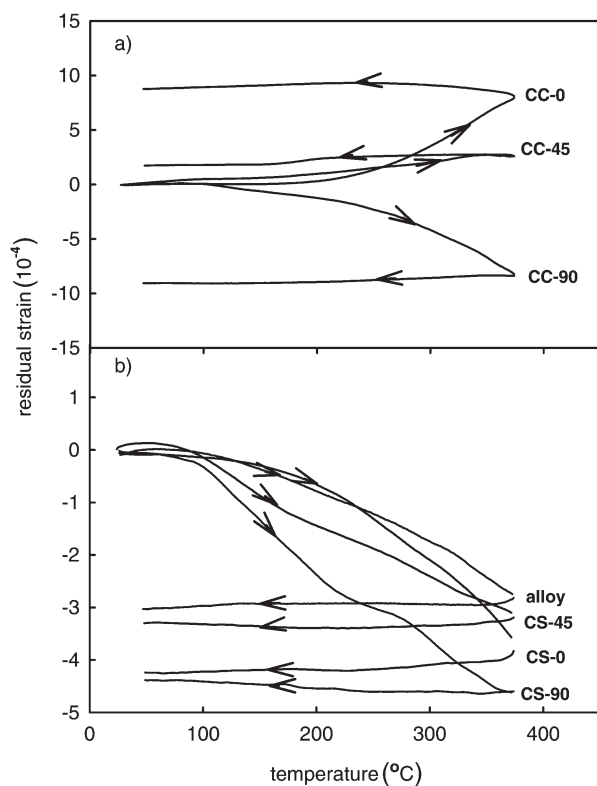 a)
15
10
5
0
-5
-10
-15
CC-0
CC-45
CC-90
residual strain (10⁻⁴)
b)
1
0
-1
-2
-3
-4
-5
alloy
CS-45
CS-0
CS-90
0 100 200 300 400
temperature (°C)